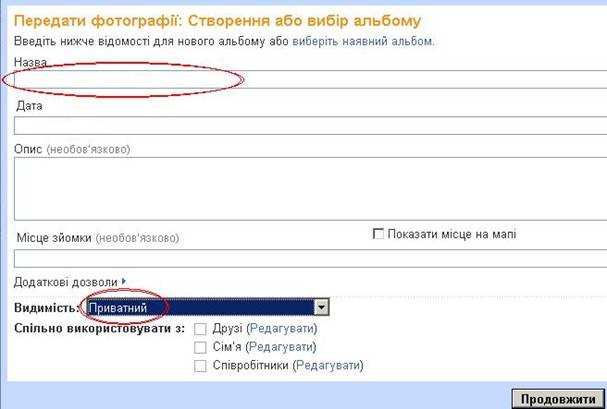 Передати фотографії: Створення або вибір альбому
Введіть нижче відомості для нового альбому або виберіть наявний альбом.
Назва
Дата
Опис (необов'язково)
Місце зйомки (необов'язково) Показати місце на мапі
Додаткові дозволи
Видимість: Приватний
Спільно використовувати з: Друзі (Редагувати)
Сім'я (Редагувати)
Співробітники (Редагувати)
Продовжити